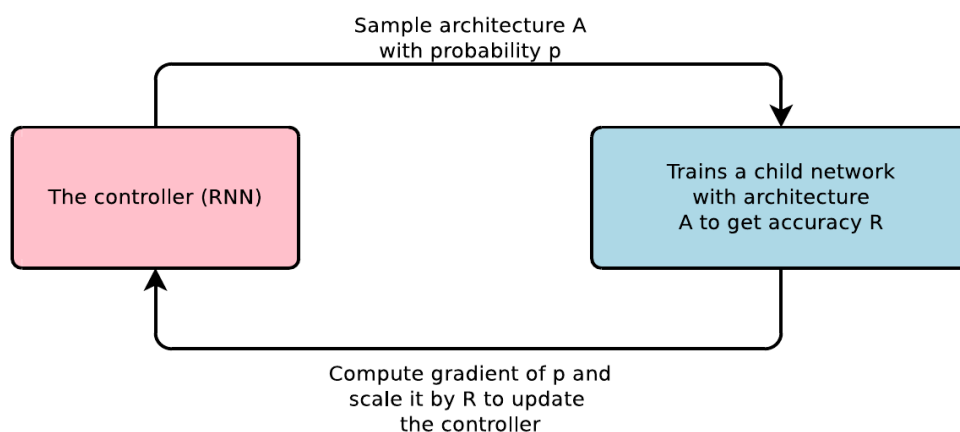 Sample architecture A
with probability p
The controller (RNN)
Trains a child network
with architecture
A to get accuracy R
Compute gradient of p and
scale it by R to update
the controller